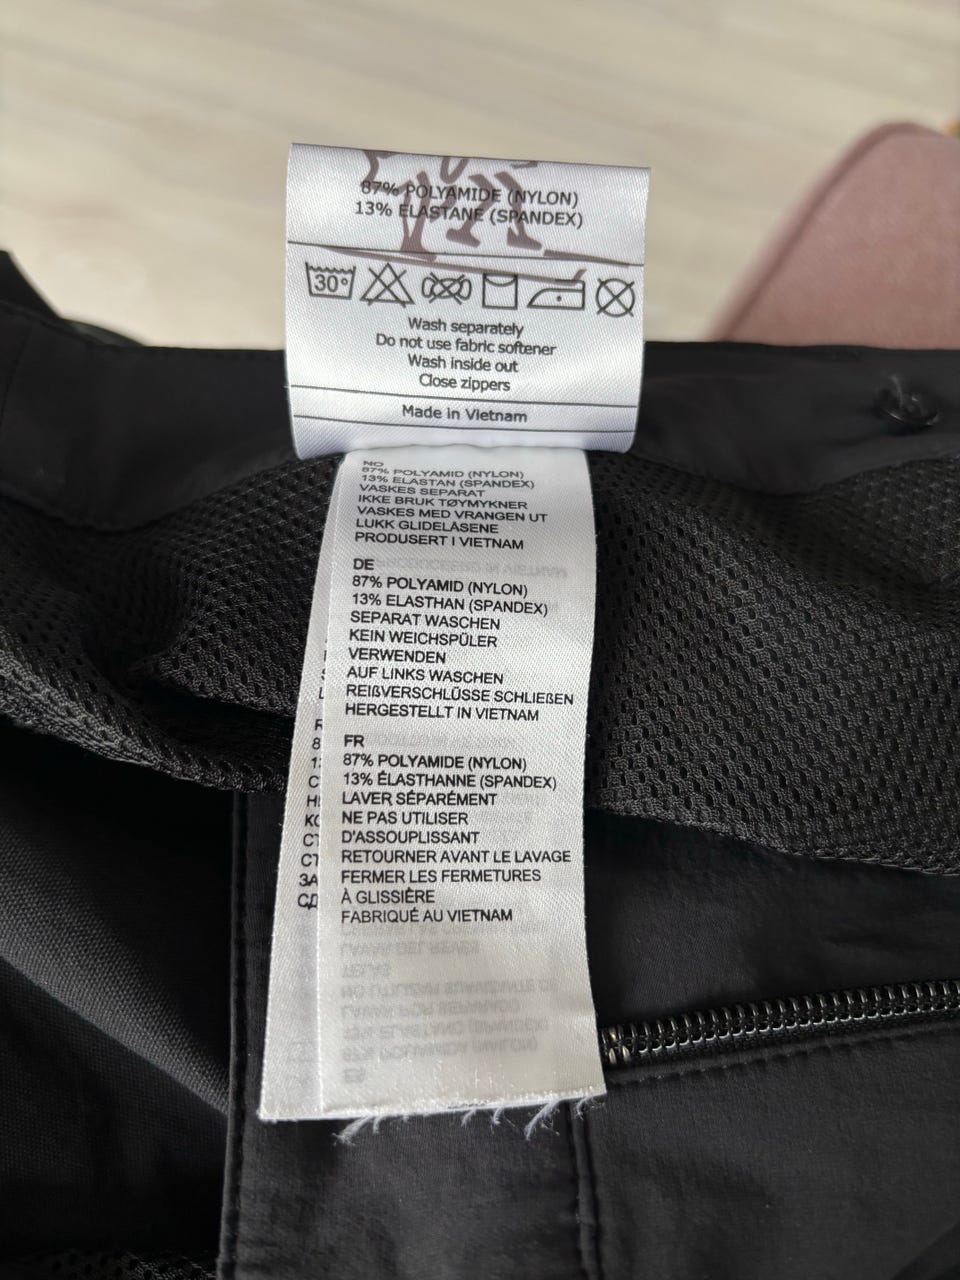 87% POLYAMIDE (NYLON)
13% ELASTANE (SPANDEX)
30°
Wash separately
Do not use fabric softener
Wash inside out
Close zippers
Made in Vietnam
NO
87% POLYAMID (NYLON)
13% ELASTAN (SPANDEX)
VASKES SEPARAT
IKKE BRUK TØYMYKNER
VASKES MED VRANGEN UT
LUKK GLIDELÅSENE
PRODUSERT I VIETNAM
DE
87% POLYAMID (NYLON)
13% ELASTHAN (SPANDEX)
SEPARAT WASCHEN
KEIN WEICHSPÜLER
VERWENDEN
AUF LINKS WASCHEN
REIẞVERSCHLÜSSE SCHLIEẞEN
HERGESTELLT IN VIETNAM
FR
87% POLYAMIDE (NYLON)
13% ÉLASTHANNE (SPANDEX)
LAVER SÉPARÉMENT
NE PAS UTILISER
D'ASSOUPLISSANT
RETOURNER AVANT LE LAVAGE
FERMER LES FERMETURES
À GLISSIÈRE
FABRIQUÉ AU VIETNAM